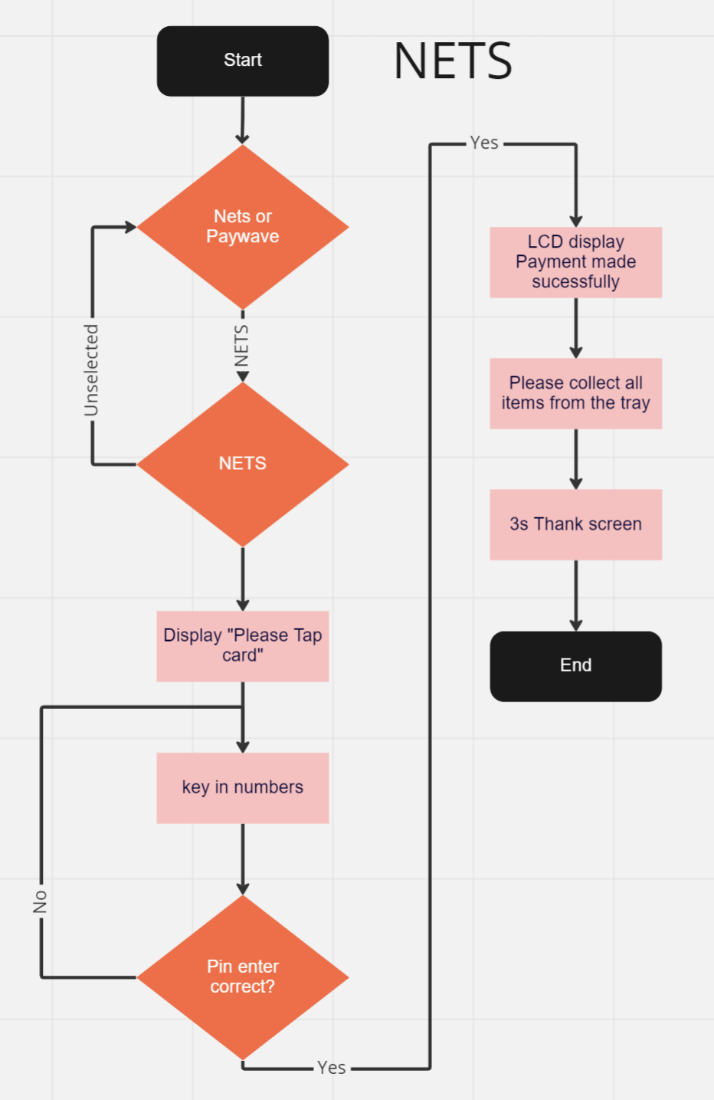 NETS
Start
Nets or
Paywave
Unselected
NETS
NETS
Display "Please Tap
card"
key in numbers
No
Pin enter
correct?
Yes
Yes
LCD display
Payment made
sucessfully
Please collect all
items from the tray
3s Thank screen
End